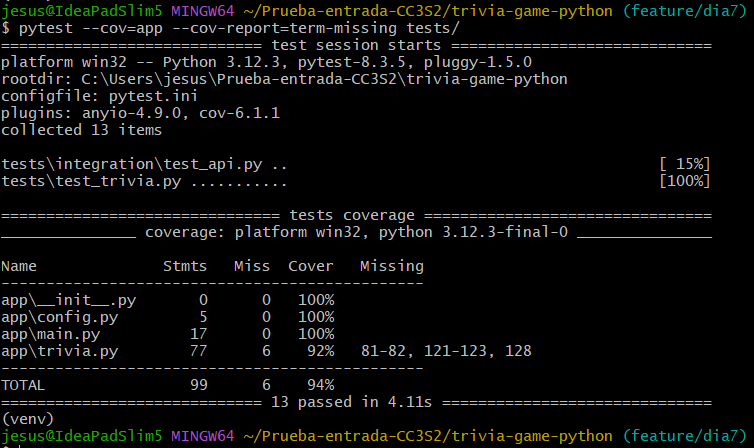 jesus@IdeaPadSlim5 MINGW64 ~/Prueba-entrada-CC3S2/trivia-game-python (feature/dia7)
$ pytest --cov=app --cov-report=term-missing tests/
============================= test session starts =============================
platform win32 -- Python 3.12.3, pytest-8.3.5, pluggy-1.5.0
rootdir: C:\Users\jesus\Prueba-entrada-CC3S2\trivia-game-python
configfile: pytest.ini
plugins: anyio-4.9.0, cov-6.1.1
collected 13 items
tests\integration\test_api.py .. [ 15%]
tests\test_trivia.py ........... [100%]
=============================== tests coverage ================================
_______________ coverage: platform win32, python 3.12.3-final-0 _______________
Name Stmts Miss Cover Missing
-----------------------------------------------
app\__init__.py 0 0 100%
app\config.py 5 0 100%
app\main.py 17 0 100%
app\trivia.py 77 6 92% 81-82, 121-123, 128
-----------------------------------------------
TOTAL 99 6 94%
============================= 13 passed in 4.11s ==============================
(venv)
jesus@IdeaPadSlim5 MINGW64 ~/Prueba-entrada-CC3S2/trivia-game-python (feature/dia7)